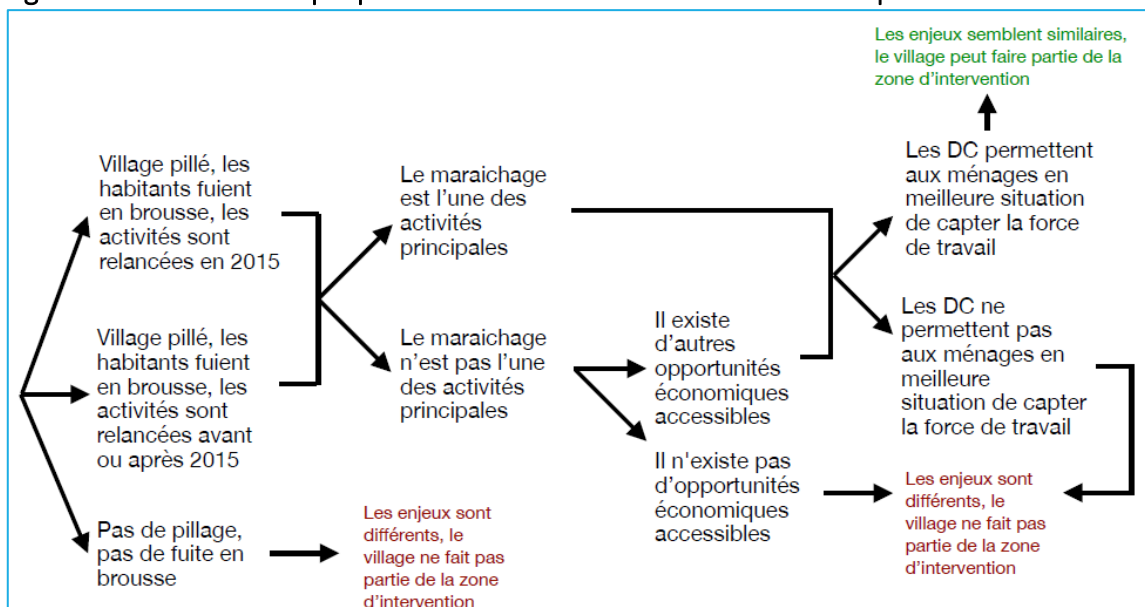 Les enjeux semblent similaires,
le village peut faire partie de la
zone d'intervention
Village pillé, les
habitants fuient
en brousse, les
activités sont
relancées en 2015
Le maraichage
est l'une des
activités
principales
Les DC permettent
aux ménages en
meilleure situation
de capter la force
de travail
Village pillé, les
habitants fuient
en brousse, les
activités sont
relancées avant
ou après 2015
Le maraichage
n'est pas l'une
des activités
principales
Il existe
d'autres
opportunités
économiques
accessibles
Les DC ne
permettent pas
aux ménages en
meilleure
situation de capter
la force de travail
Il n'existe pas
d'opportunités
économiques
accessibles
Les enjeux sont
différents, le
village ne fait pas
partie de la zone
d'intervention
Pas de pillage,
pas de fuite en
brousse
Les enjeux sont
différents, le
village ne fait pas
partie de la zone
d'intervention